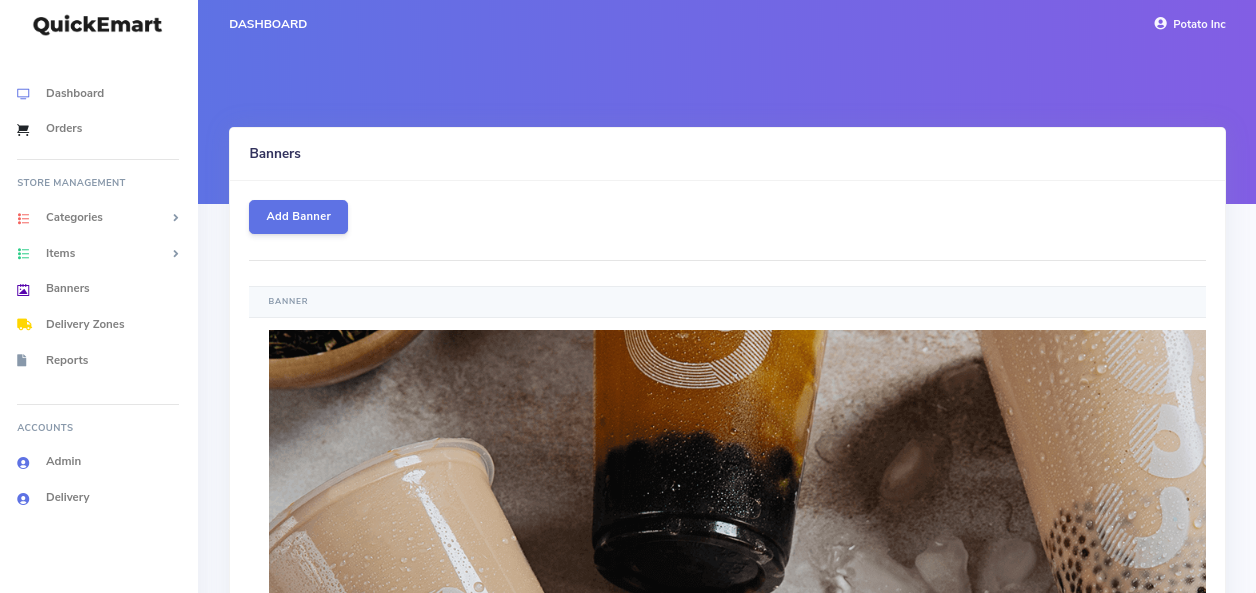 QuickEmart
DASHBOARD
Potato Inc
Dashboard
Orders
STORE MANAGEMENT
Categories
Items
Banners
Delivery Zones
Reports
ACCOUNTS
Admin
Delivery
Banners
Add Banner
BANNER